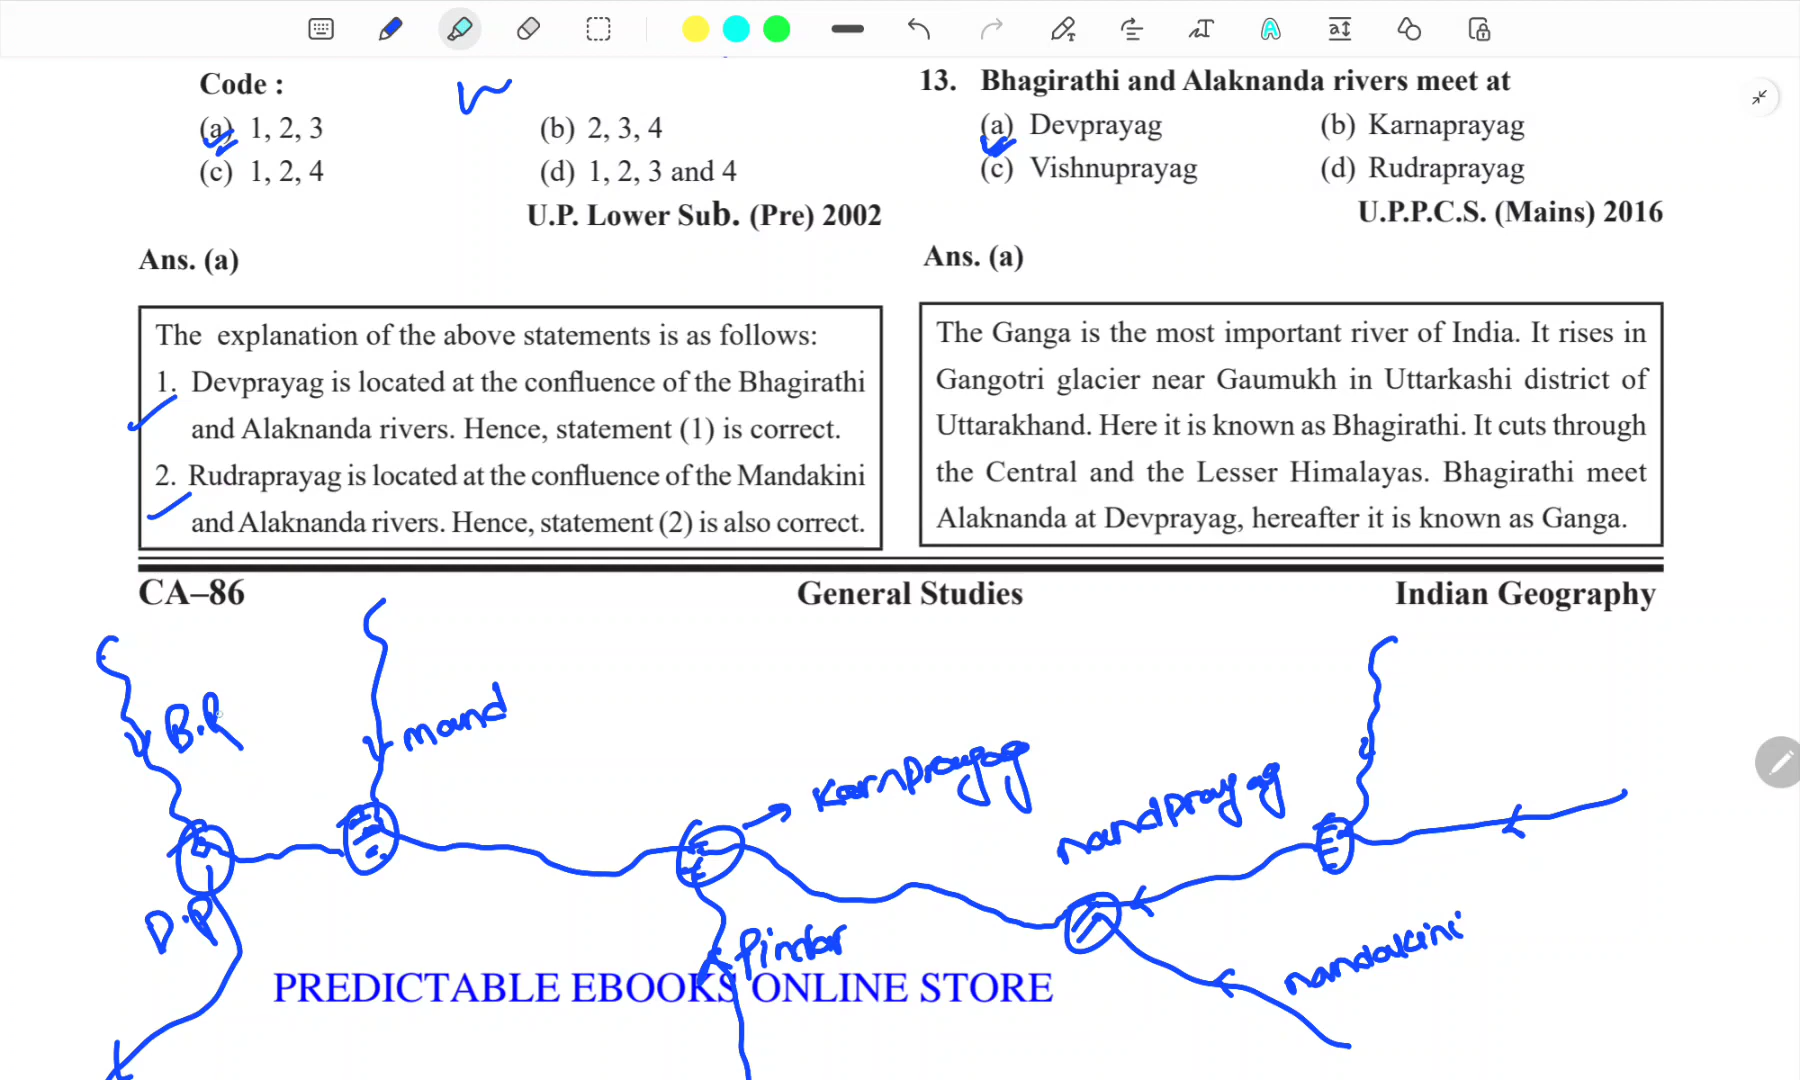 Code :
(a) 1, 2, 3
(b) 2, 3, 4
(c) 1, 2, 4
(d) 1, 2, 3 and 4
U.P. Lower Sub. (Pre) 2002
Ans. (a)
The explanation of the above statements is as follows:
1. Devprayag is located at the confluence of the Bhagirathi
and Alaknanda rivers. Hence, statement (1) is correct.
2. Rudraprayag is located at the confluence of the Mandakini
and Alaknanda rivers. Hence, statement (2) is also correct.
13. Bhagirathi and Alaknanda rivers meet at
(a) Devprayag
(b) Karnaprayag
(c) Vishnuprayag
(d) Rudraprayag
U.P.P.C.S. (Mains) 2016
Ans. (a)
The Ganga is the most important river of India. It rises in
Gangotri glacier near Gaumukh in Uttarkashi district of
Uttarakhand. Here it is known as Bhagirathi. It cuts through
the Central and the Lesser Himalayas. Bhagirathi meet
Alaknanda at Devprayag, hereafter it is known as Ganga.
CA–86
General Studies
Indian Geography
B.R
mand
Karnprayag
nandprayag
D.P
Pindar
nandakini
PREDICTABLE EBOOKS ONLINE STORE